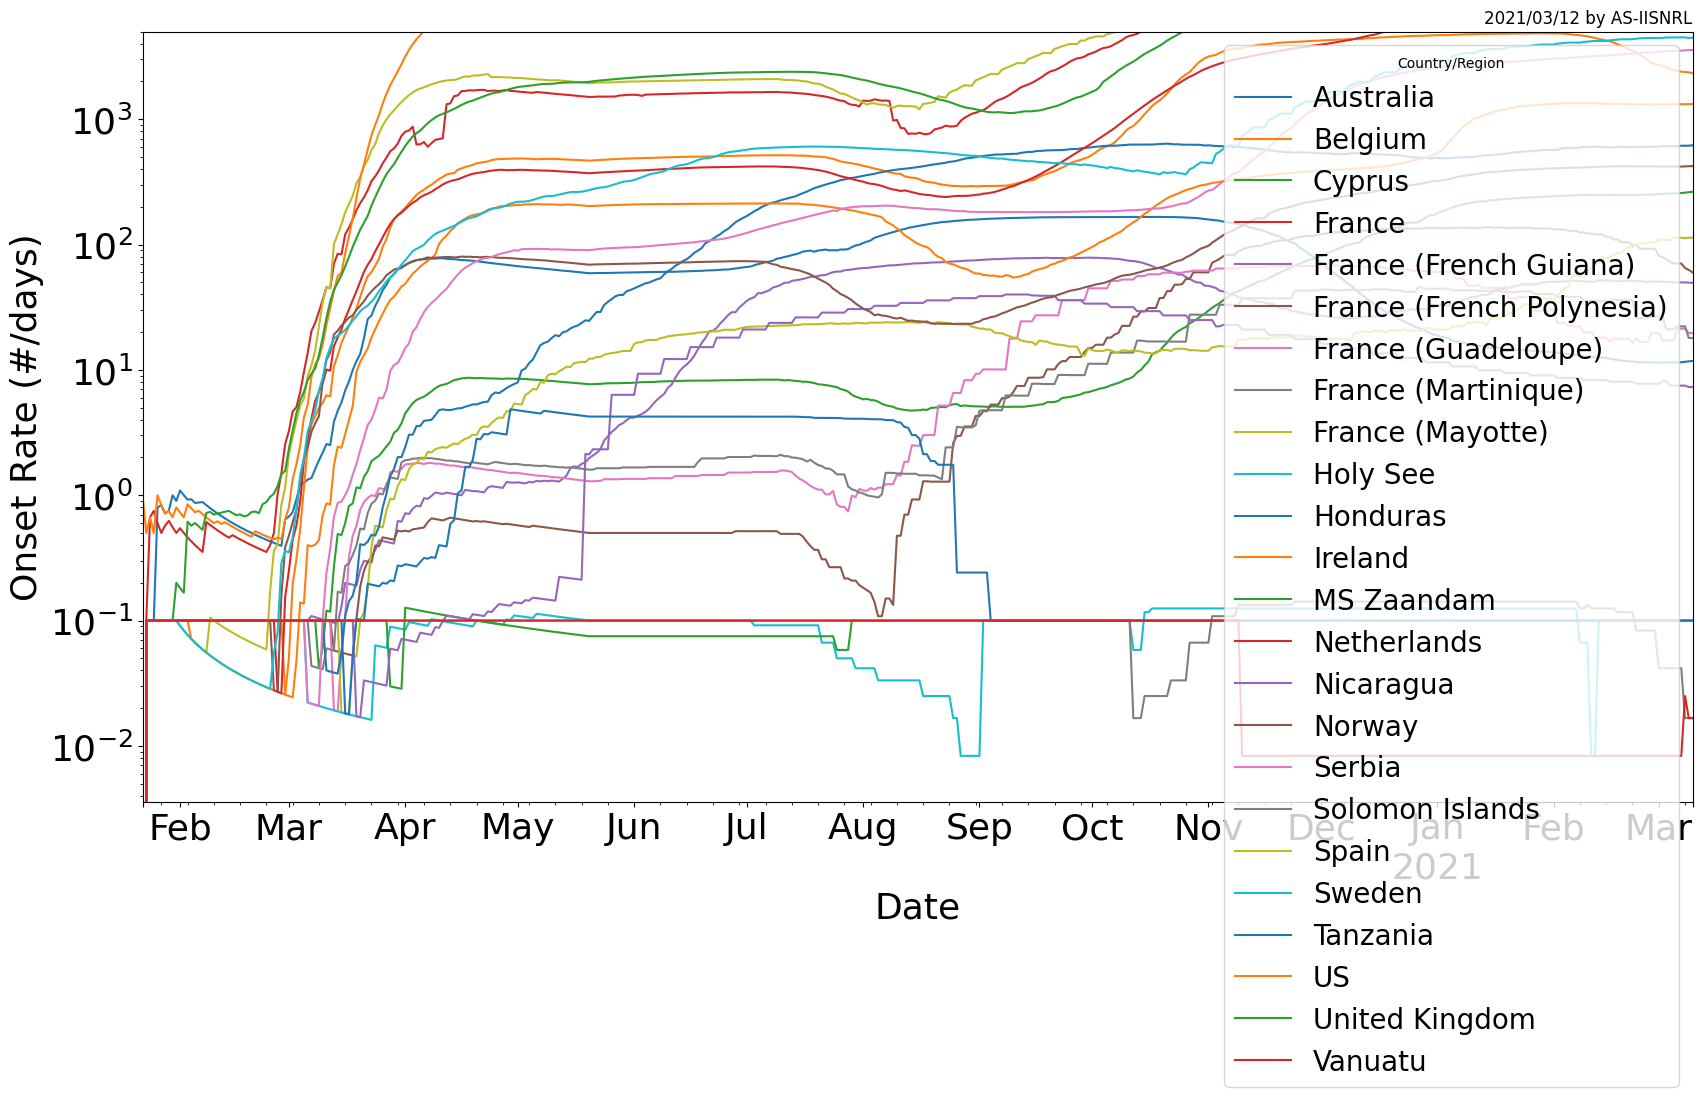 2021/03/12 by AS-IISNRL
Onset Rate (#/days)
10^3
10^2
10^1
10^0
10^-1
10^-2
Feb Mar Apr May Jun Jul Aug Sep Oct Nov Dec Jan Feb Mar
2021
Date
Country/Region
Australia
Belgium
Cyprus
France
France (French Guiana)
France (French Polynesia)
France (Guadeloupe)
France (Martinique)
France (Mayotte)
Holy See
Honduras
Ireland
MS Zaandam
Netherlands
Nicaragua
Norway
Serbia
Solomon Islands
Spain
Sweden
Tanzania
US
United Kingdom
Vanuatu